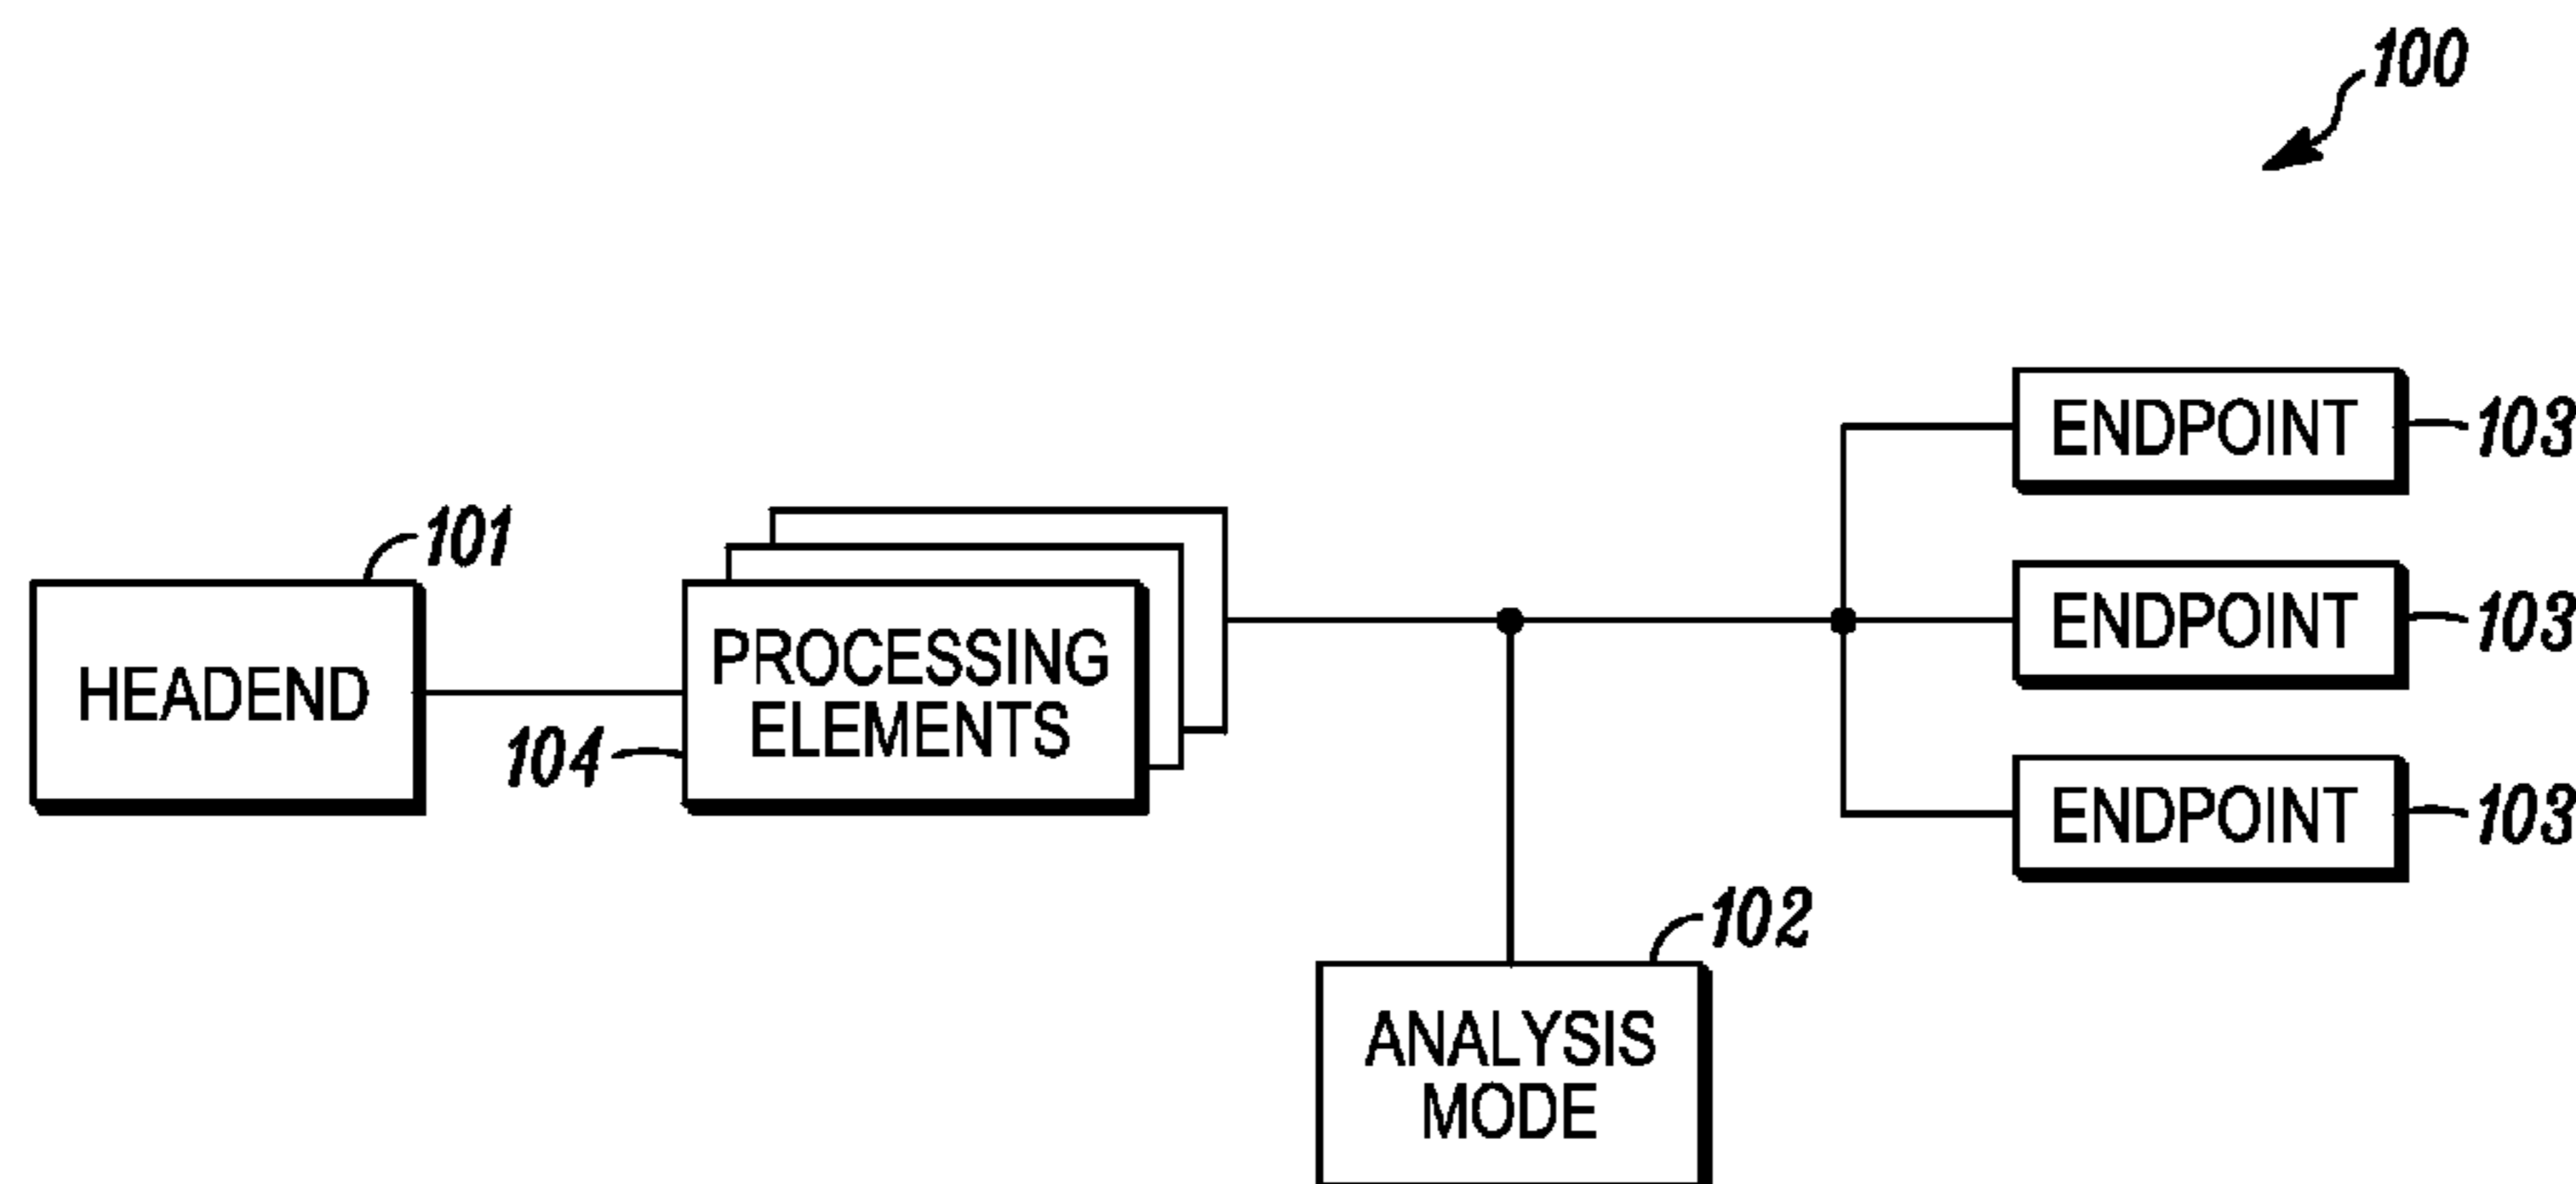 100
ENDPOINT
103
101
HEADEND
PROCESSING
ELEMENTS
104
ENDPOINT
103
ENDPOINT
103
102
ANALYSIS
MODE